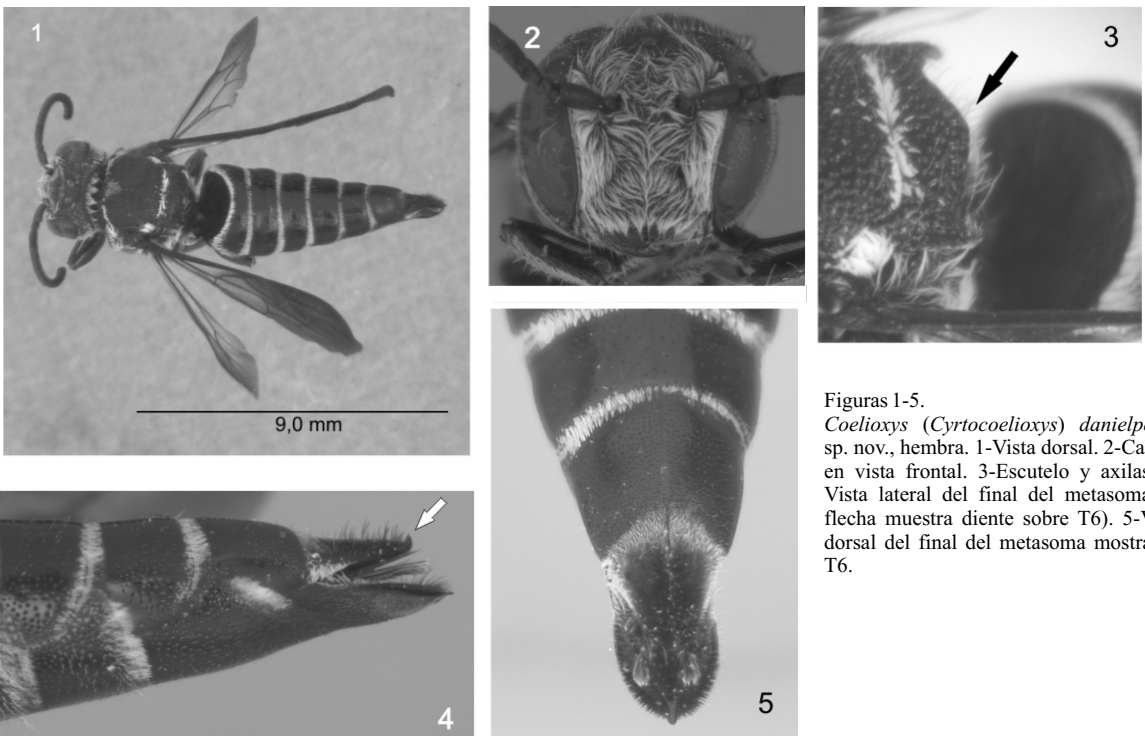 1
2
3
9,0 mm
Figuras 1-5.
Coelioxys (Cyrtocoelioxys) danielpe
sp. nov., hembra. 1-Vista dorsal. 2-Ca
en vista frontal. 3-Escutelo y axilas
Vista lateral del final del metasoma
flecha muestra diente sobre T6). 5-V
dorsal del final del metasoma mostra
T6.
4
5